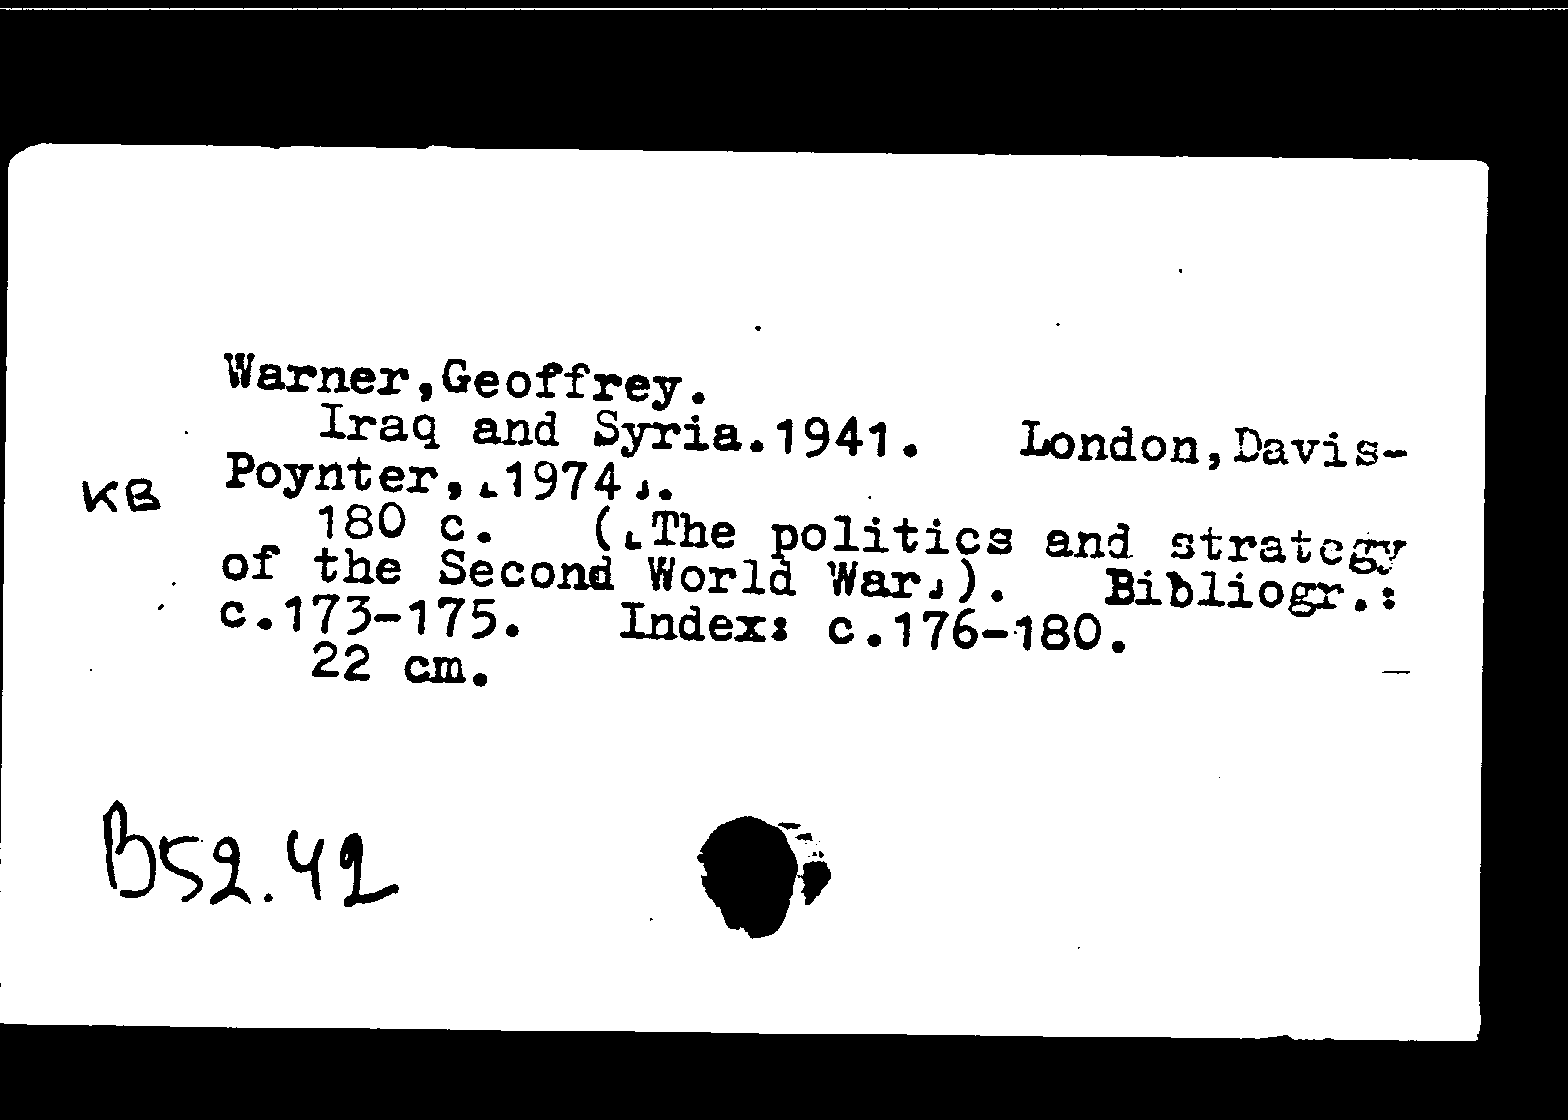 Warner,Geoffrey.
Iraq and Syria.1941. London,Davis-
Poynter,⌞1974⌟.
KB
180 c. (⌞The politics and strategy
of the Second World War⌟). Bibliogr.:
c.173-175. Index: c.176-180.
22 cm.
B52.42